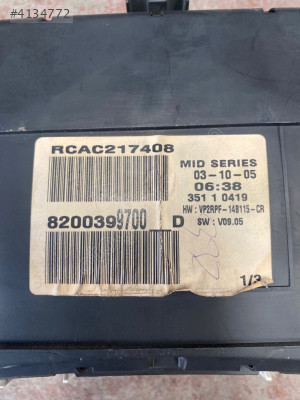 #4134772
RCAC217408
MID SERIES
03-10-05
06:38
351 1 0419
HW : VP2RPF-14B115-CR
SW : V09.05
8200399700 D
1/3